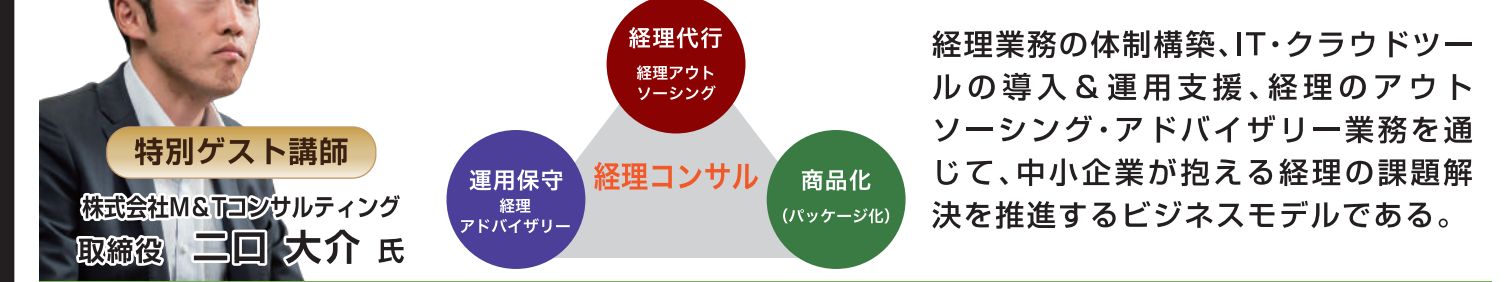 特別ゲスト講師
株式会社M&Tコンサルティング
取締役 二口 大介 氏
経理代行
経理アウト
ソーシング
経理コンサル
運用保守
経理
アドバイザリー
商品化
(パッケージ化)
経理業務の体制構築、IT・クラウドツー
ルの導入&運用支援、経理のアウト
ソーシング・アドバイザリー業務を通
じて、中小企業が抱える経理の課題解
決を推進するビジネスモデルである。